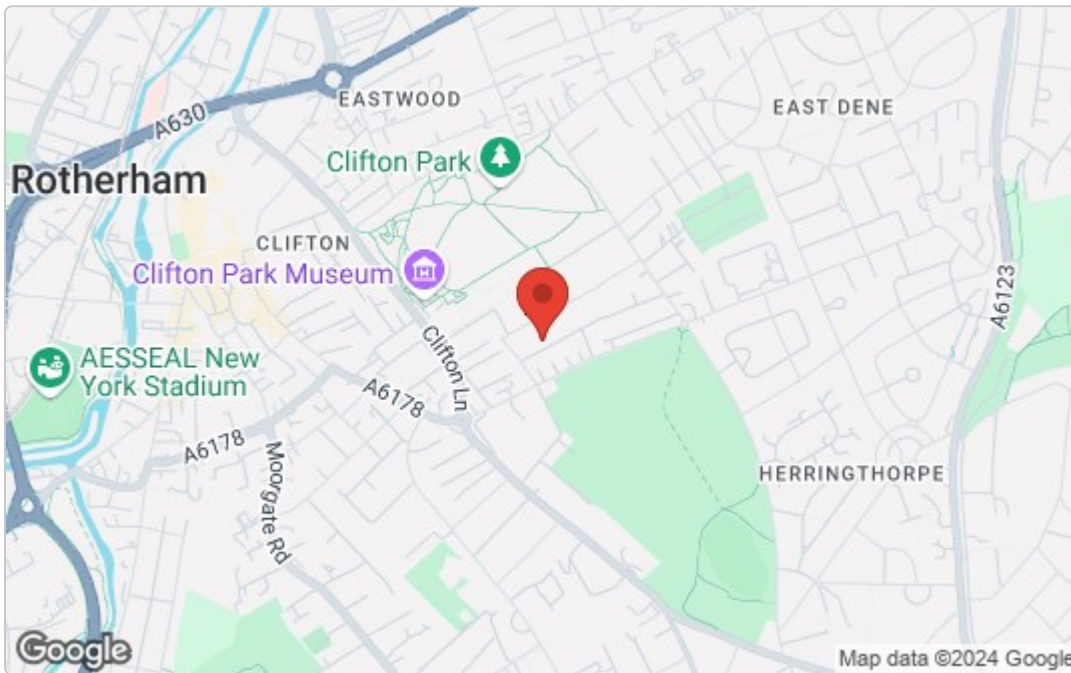 EASTWOOD
EAST DENE
A630
Clifton Park
Rotherham
CLIFTON
Clifton Park Museum
A6123
Clifton Ln
AESSEAL New
York Stadium
A6178
A6178
Moorgate Rd
HERRINGTHORPE
Google
Map data ©2024 Google